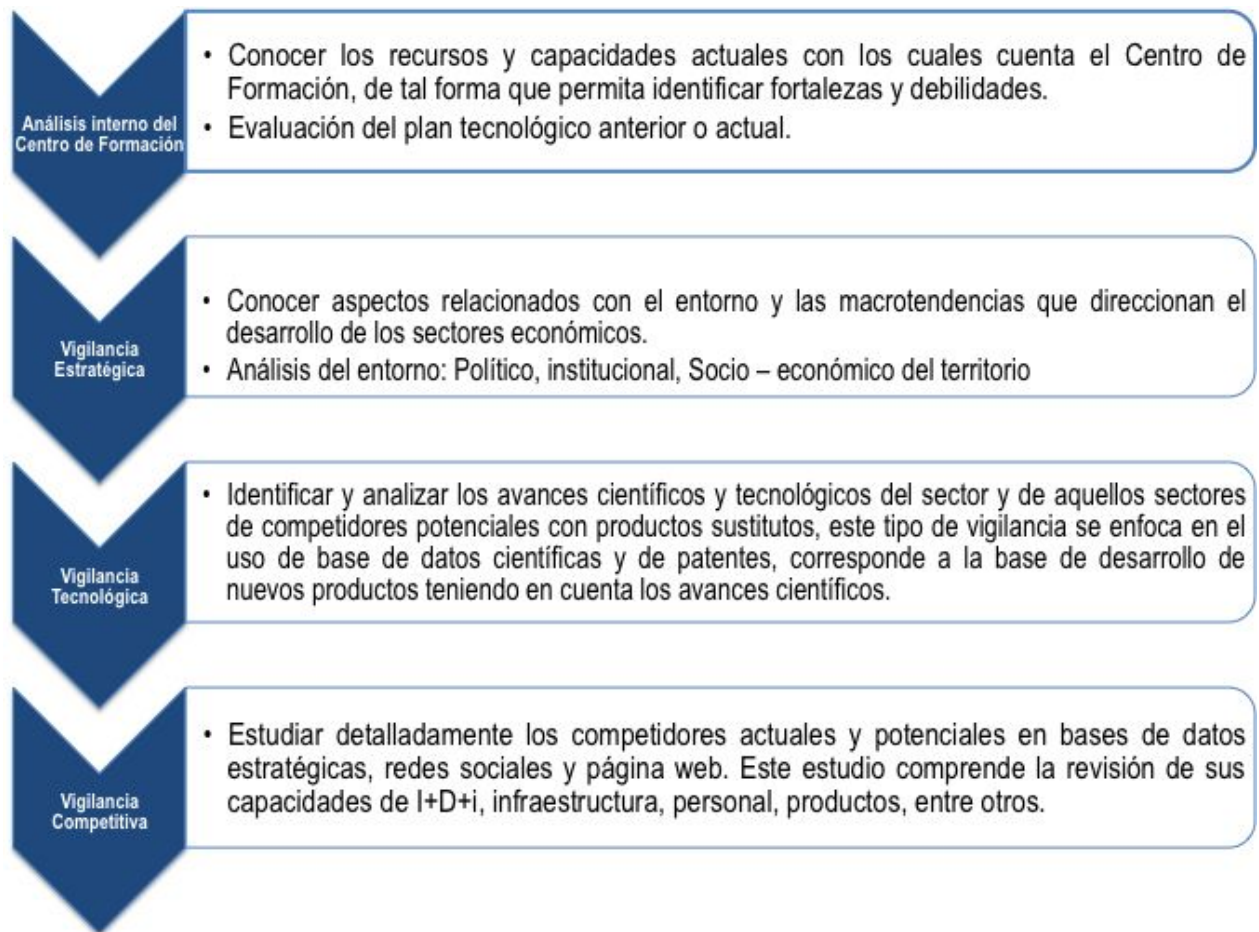 Análisis interno del
Centro de Formación
• Conocer los recursos y capacidades actuales con los cuales cuenta el Centro de
Formación, de tal forma que permita identificar fortalezas y debilidades.
• Evaluación del plan tecnológico anterior o actual.
Vigilancia
Estratégica
• Conocer aspectos relacionados con el entorno y las macrotendencias que direccionan el
desarrollo de los sectores económicos.
• Análisis del entorno: Político, institucional, Socio – económico del territorio
Vigilancia
Tecnológica
• Identificar y analizar los avances científicos y tecnológicos del sector y de aquellos sectores
de competidores potenciales con productos sustitutos, este tipo de vigilancia se enfoca en el
uso de base de datos científicas y de patentes, corresponde a la base de desarrollo de
nuevos productos teniendo en cuenta los avances científicos.
Vigilancia
Competitiva
• Estudiar detalladamente los competidores actuales y potenciales en bases de datos
estratégicas, redes sociales y página web. Este estudio comprende la revisión de sus
capacidades de I+D+i, infraestructura, personal, productos, entre otros.